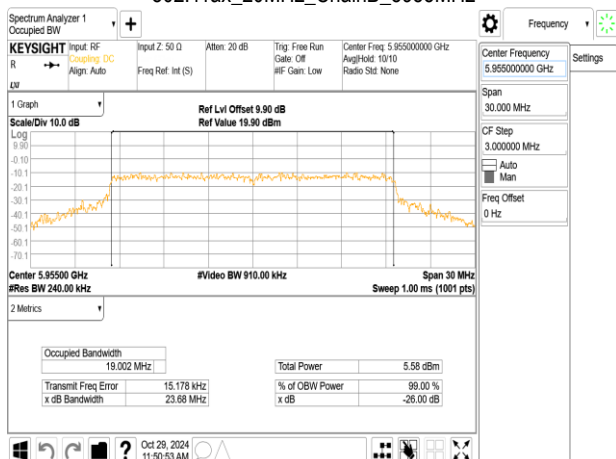 Spectrum Analyzer 1
Occupied BW
Frequency
KEYSIGHT
R
Input: RF
Coupling: DC
Align: Auto
Input Z: 50 Ω
Freq Ref: Int (S)
Atten: 20 dB
Trig: Free Run
Gate: Off
#IF Gain: Low
Center Freq: 5.955000000 GHz
Avg|Hold: 10/10
Radio Std: None
Center Frequency
5.955000000 GHz
Settings
Span
30.000 MHz
CF Step
3.000000 MHz
Auto
Man
Freq Offset
0 Hz
1 Graph
Scale/Div 10.0 dB
Ref Lvl Offset 9.90 dB
Ref Value 19.90 dBm
Log
9.90
-0.10
-10.1
-20.1
-30.1
-40.1
-50.1
-60.1
-70.1
Center 5.95500 GHz
#Video BW 910.00 kHz
Span 30 MHz
#Res BW 240.00 kHz
Sweep 1.00 ms (1001 pts)
2 Metrics
Occupied Bandwidth
19.002 MHz
Total Power
5.58 dBm
Transmit Freq Error
15.178 kHz
% of OBW Power
99.00 %
x dB Bandwidth
23.68 MHz
x dB
-26.00 dB
Oct 29, 2024
11:50:53 AM